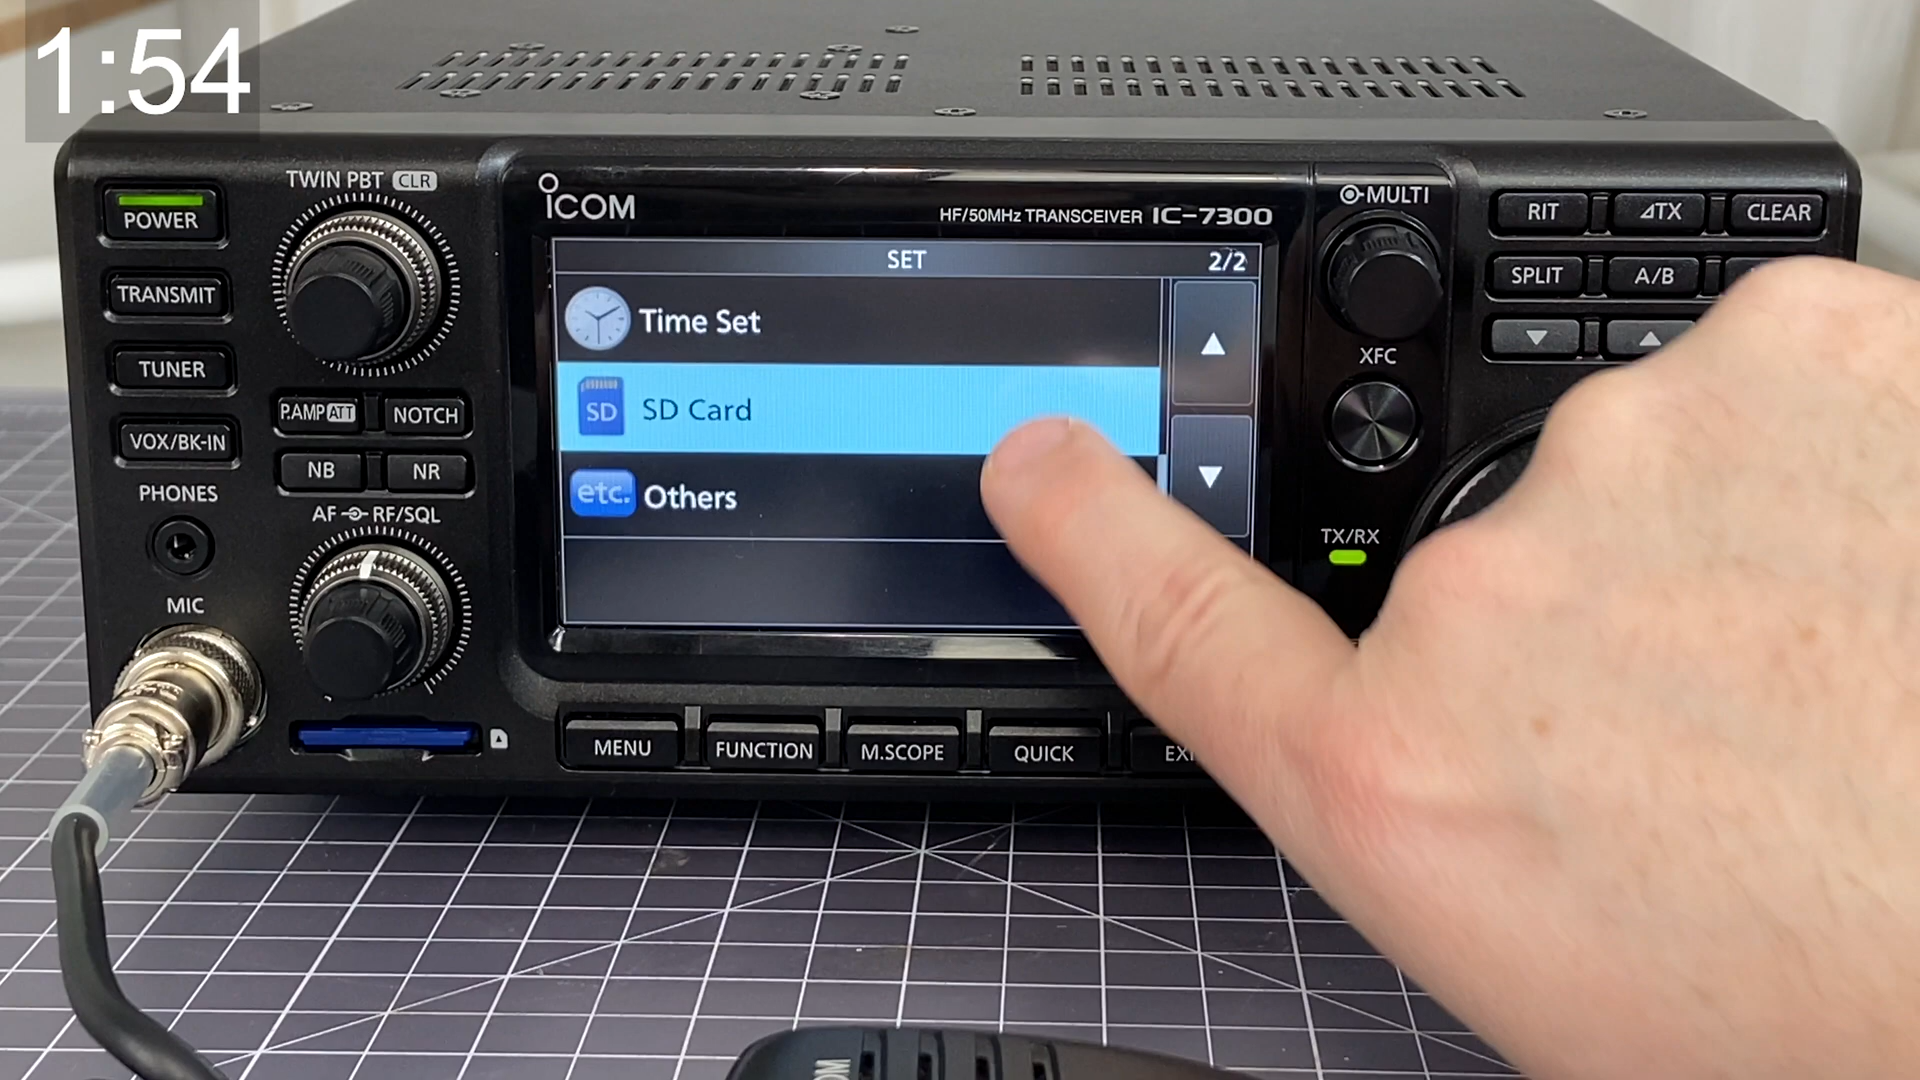 1:54
TWIN PBT CLR
ICOM
HF/50MHz TRANSCEIVER IC-7300
MULTI
POWER
RIT
⊿TX
CLEAR
TRANSMIT
SET
2/2
SPLIT
A/B
Time Set
TUNER
XFC
SD
SD Card
P.AMP ATT
NOTCH
VOX/BK-IN
NB
NR
etc.
Others
PHONES
AF RF/SQL
TX/RX
MIC
MENU
FUNCTION
M.SCOPE
QUICK